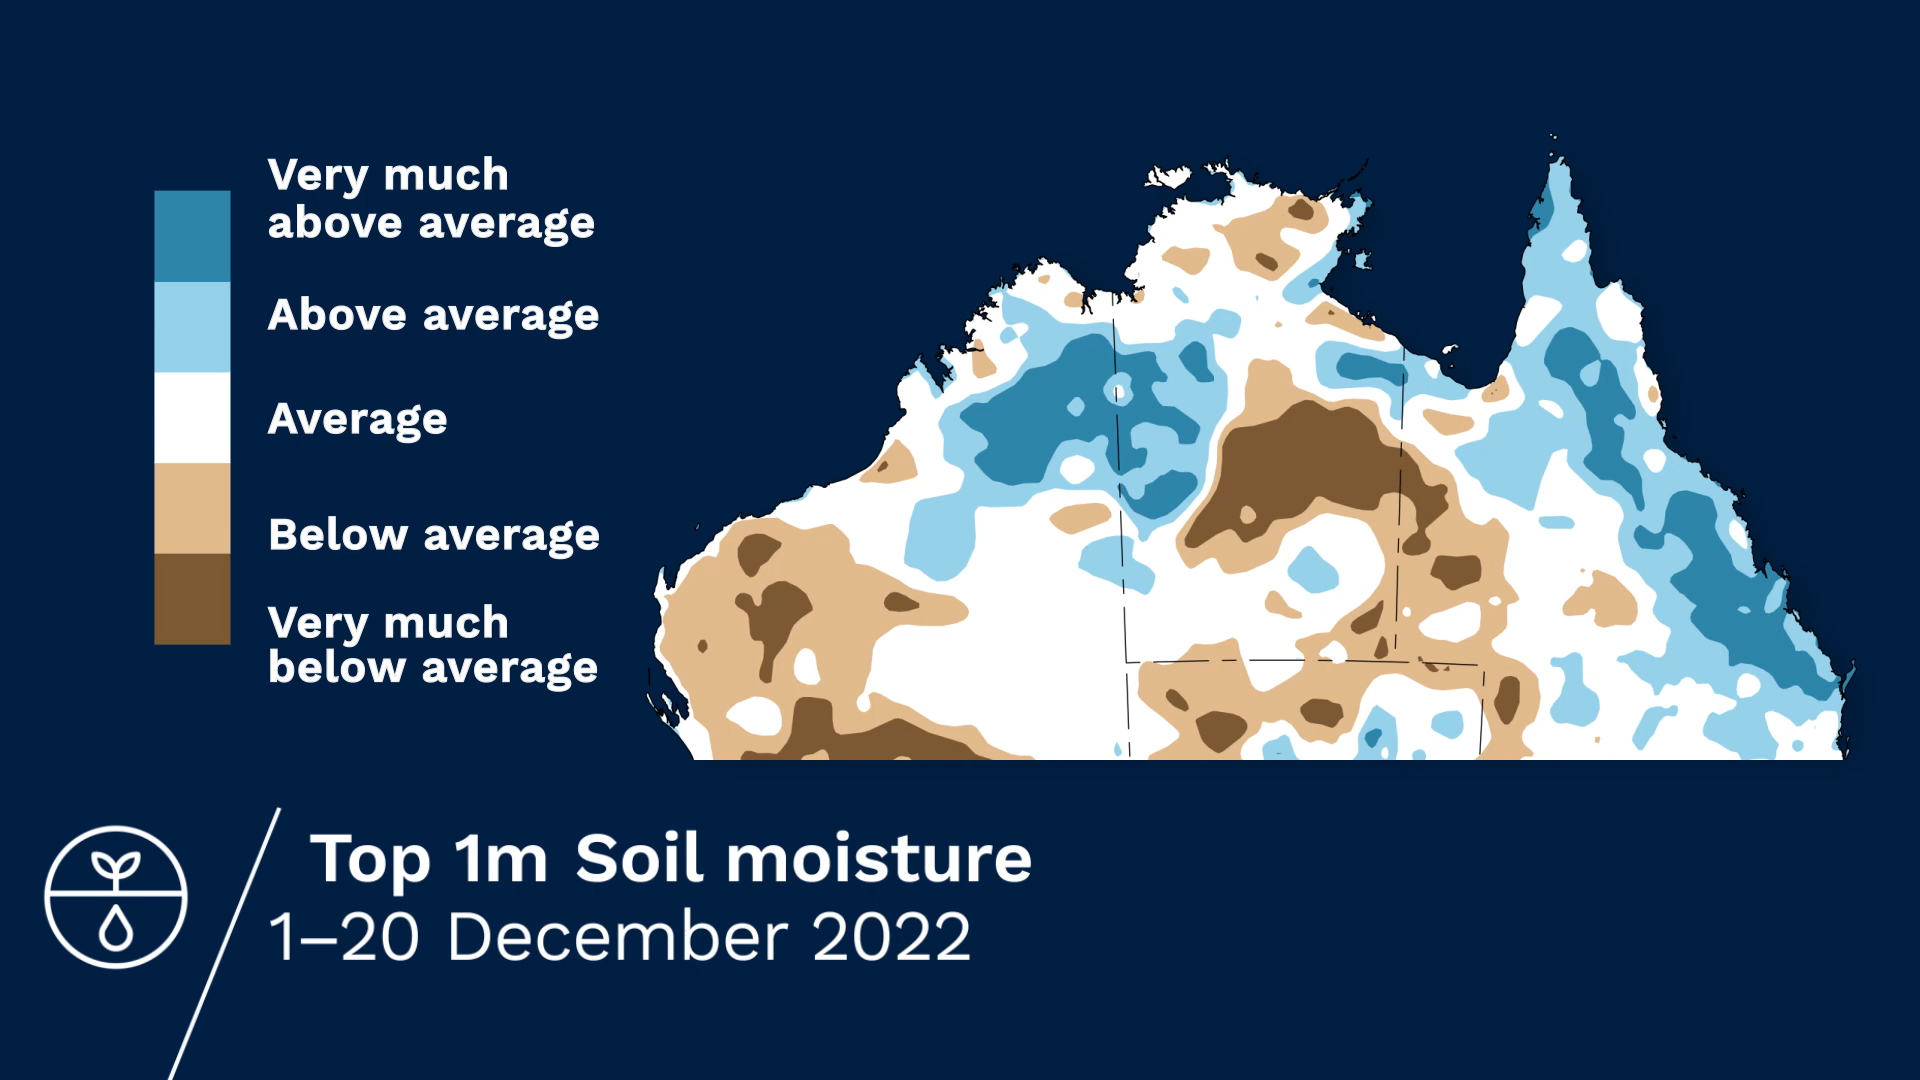 Very much
above average
Above average
Average
Below average
Very much
below average
Top 1m Soil moisture
1–20 December 2022